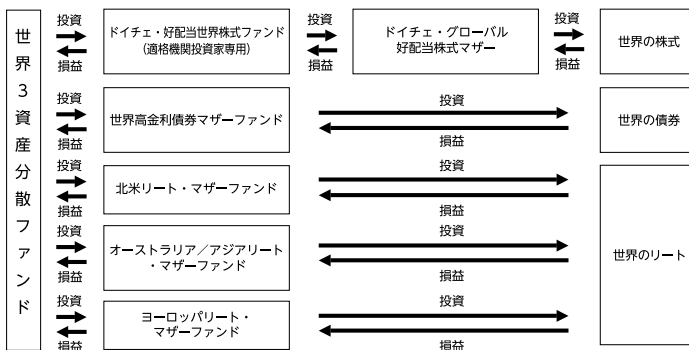 世界3資産分散ファンド
投資
損益
ドイチェ・好配当世界株式ファンド
（適格機関投資家専用）
投資
損益
ドイチェ・グローバル
好配当株式マザー
投資
損益
世界の株式
投資
損益
世界高金利債券マザーファンド
投資
損益
世界の債券
投資
損益
北米リート・マザーファンド
投資
損益
世界のリート
投資
損益
オーストラリア／アジアリート
・マザーファンド
投資
損益
投資
損益
ヨーロッパリート・
マザーファンド
投資
損益